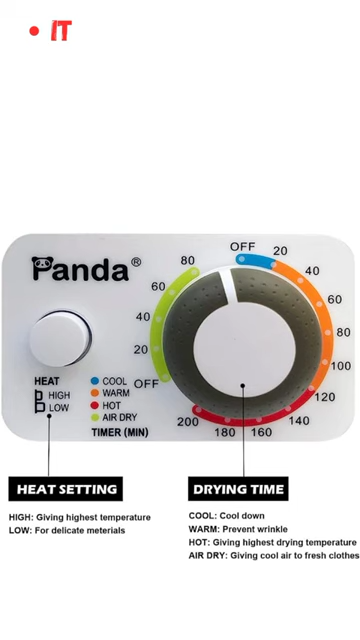 • IT
Panda®
OFF
20
40
60
80
100
120
140
160
180
200
OFF
20
40
60
80
HEAT
HIGH
LOW
COOL
WARM
HOT
AIR DRY
TIMER (MIN)
HEAT SETTING
HIGH: Giving highest temperature
LOW: For delicate meterials
DRYING TIME
COOL: Cool down
WARM: Prevent wrinkle
HOT: Giving highest drying temperature
AIR DRY: Giving cool air to fresh clothes